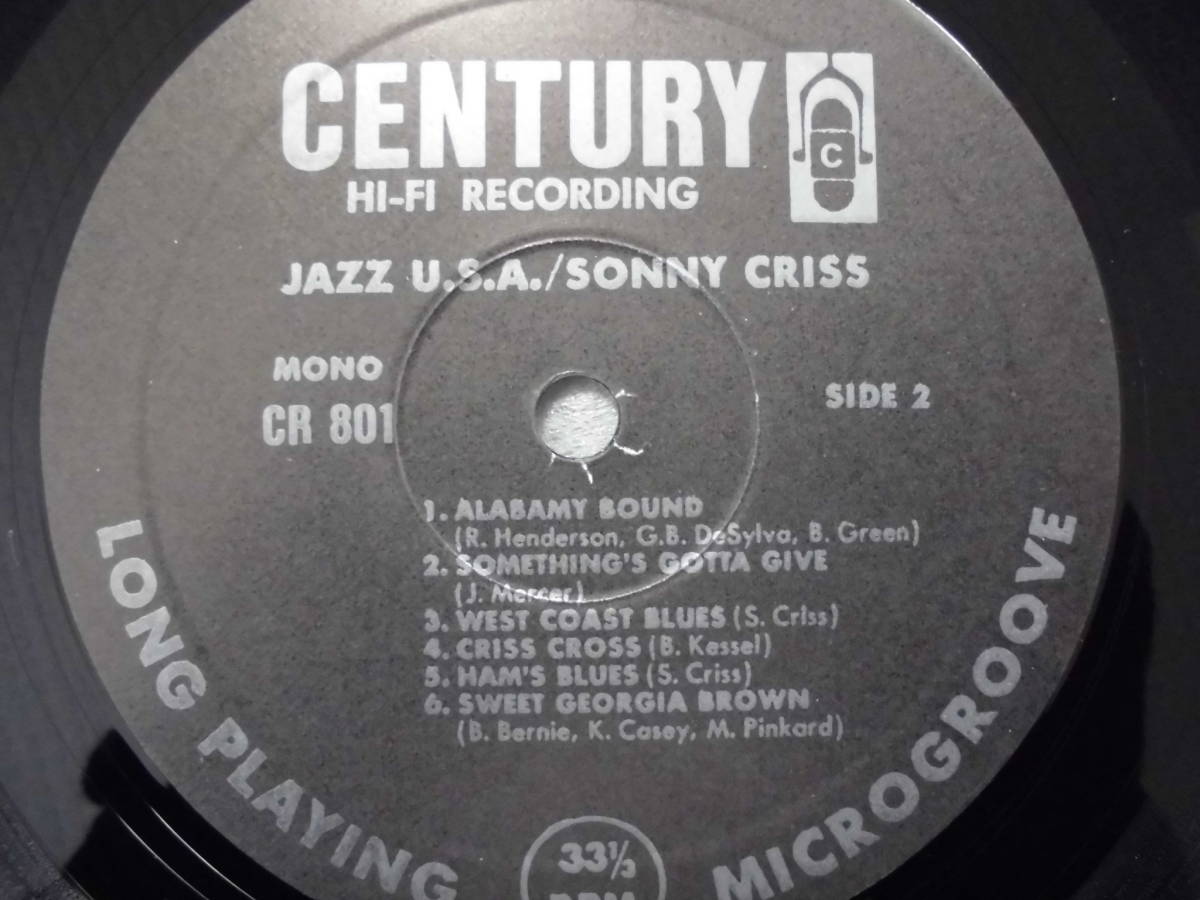 CENTURY
C
HI-FI RECORDING
JAZZ U.S.A./SONNY CRISS
MONO
SIDE 2
CR 801
1. ALABAMY BOUND
(R. Henderson, G.B. DeSylva, B. Green)
2. SOMETHING'S GOTTA GIVE
(J. Mercer)
3. WEST COAST BLUES (S. Criss)
4. CRISS CROSS (B. Kessel)
5. HAM'S BLUES (S. Criss)
6. SWEET GEORGIA BROWN
(B. Bernie, K. Casey, M. Pinkard)
LONG PLAYING
MICROGROOVE
33⅓
RPM